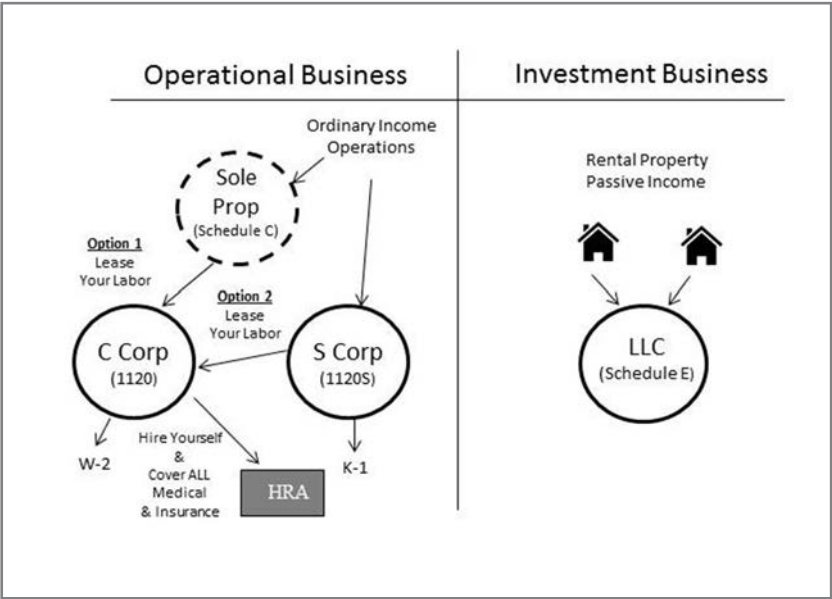 Operational Business
Investment Business
Ordinary Income
Operations
Sole
Prop
(Schedule C)
Option 1
Lease
Your Labor
Option 2
Lease
Your Labor
C Corp
(1120)
S Corp
(1120S)
W-2
Hire Yourself
&
Cover ALL
Medical
& Insurance
HRA
K-1
Rental Property
Passive Income
LLC
(Schedule E)